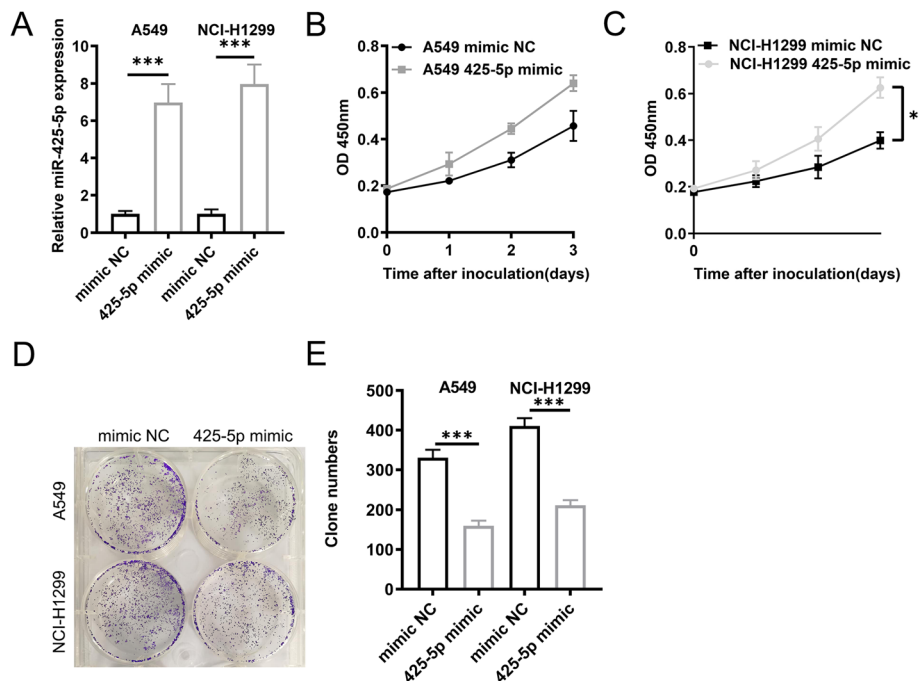 A
A549 NCI-H1299
*** ***
Relative miR-425-5p expression
10
8
6
4
2
0
mimic NC
425-5p mimic
mimic NC
425-5p mimic
B
A549 mimic NC
A549 425-5p mimic
OD 450nm
0.8
0.6
0.4
0.2
0.0
0 1 2 3
Time after inoculation(days)
C
NCI-H1299 mimic NC
NCI-H1299 425-5p mimic
OD 450nm
0.8
0.6
0.4
0.2
0.0
*
0
Time after inoculation(days)
D
mimic NC 425-5p mimic
A549
NCI-H1299
E
A549 NCI-H1299
*** ***
Clone numbers
500
400
300
200
100
0
mimic NC
425-5p mimic
mimic NC
425-5p mimic